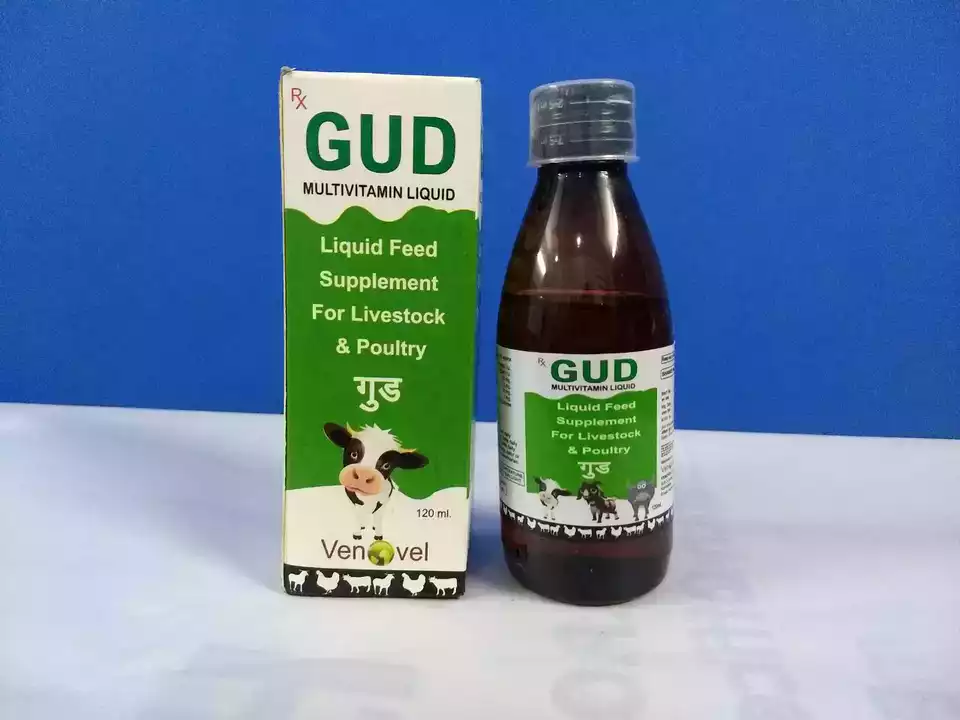 Rx
GUD
MULTIVITAMIN LIQUID
Liquid Feed
Supplement
For Livestock
& Poultry
गुड
120 ml.
Venovel
Rx
GUD
MULTIVITAMIN LIQUID
Liquid Feed
Supplement
For Livestock
& Poultry
गुड